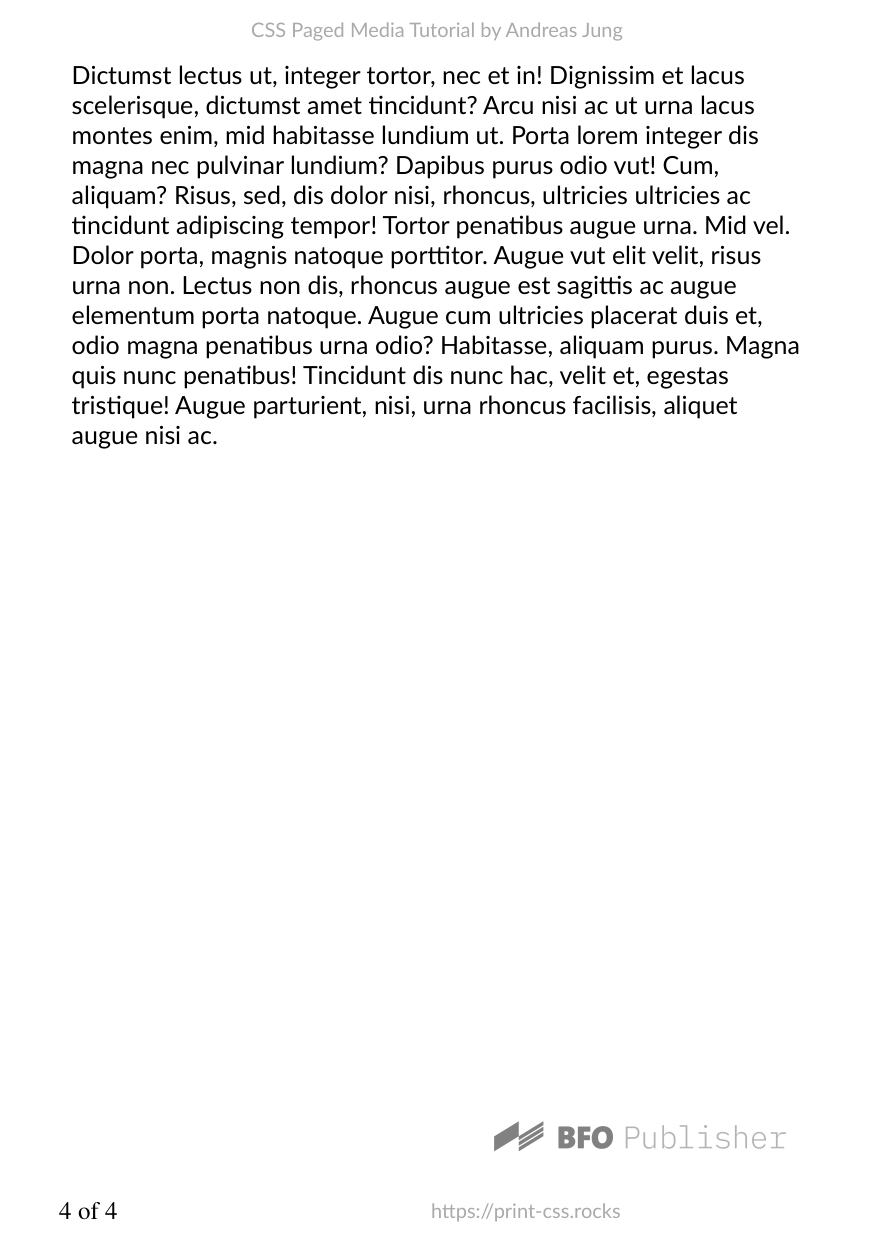 CSS Paged Media Tutorial by Andreas Jung
Dictumst lectus ut, integer tortor, nec et in! Dignissim et lacus
scelerisque, dictumst amet tincidunt? Arcu nisi ac ut urna lacus
montes enim, mid habitasse lundium ut. Porta lorem integer dis
magna nec pulvinar lundium? Dapibus purus odio vut! Cum,
aliquam? Risus, sed, dis dolor nisi, rhoncus, ultricies ultricies ac
tincidunt adipiscing tempor! Tortor penatibus augue urna. Mid vel.
Dolor porta, magnis natoque porttitor. Augue vut elit velit, risus
urna non. Lectus non dis, rhoncus augue est sagittis ac augue
elementum porta natoque. Augue cum ultricies placerat duis et,
odio magna penatibus urna odio? Habitasse, aliquam purus. Magna
quis nunc penatibus! Tincidunt dis nunc hac, velit et, egestas
tristique! Augue parturient, nisi, urna rhoncus facilisis, aliquet
augue nisi ac.
BFO Publisher
4 of 4
https://print-css.rocks